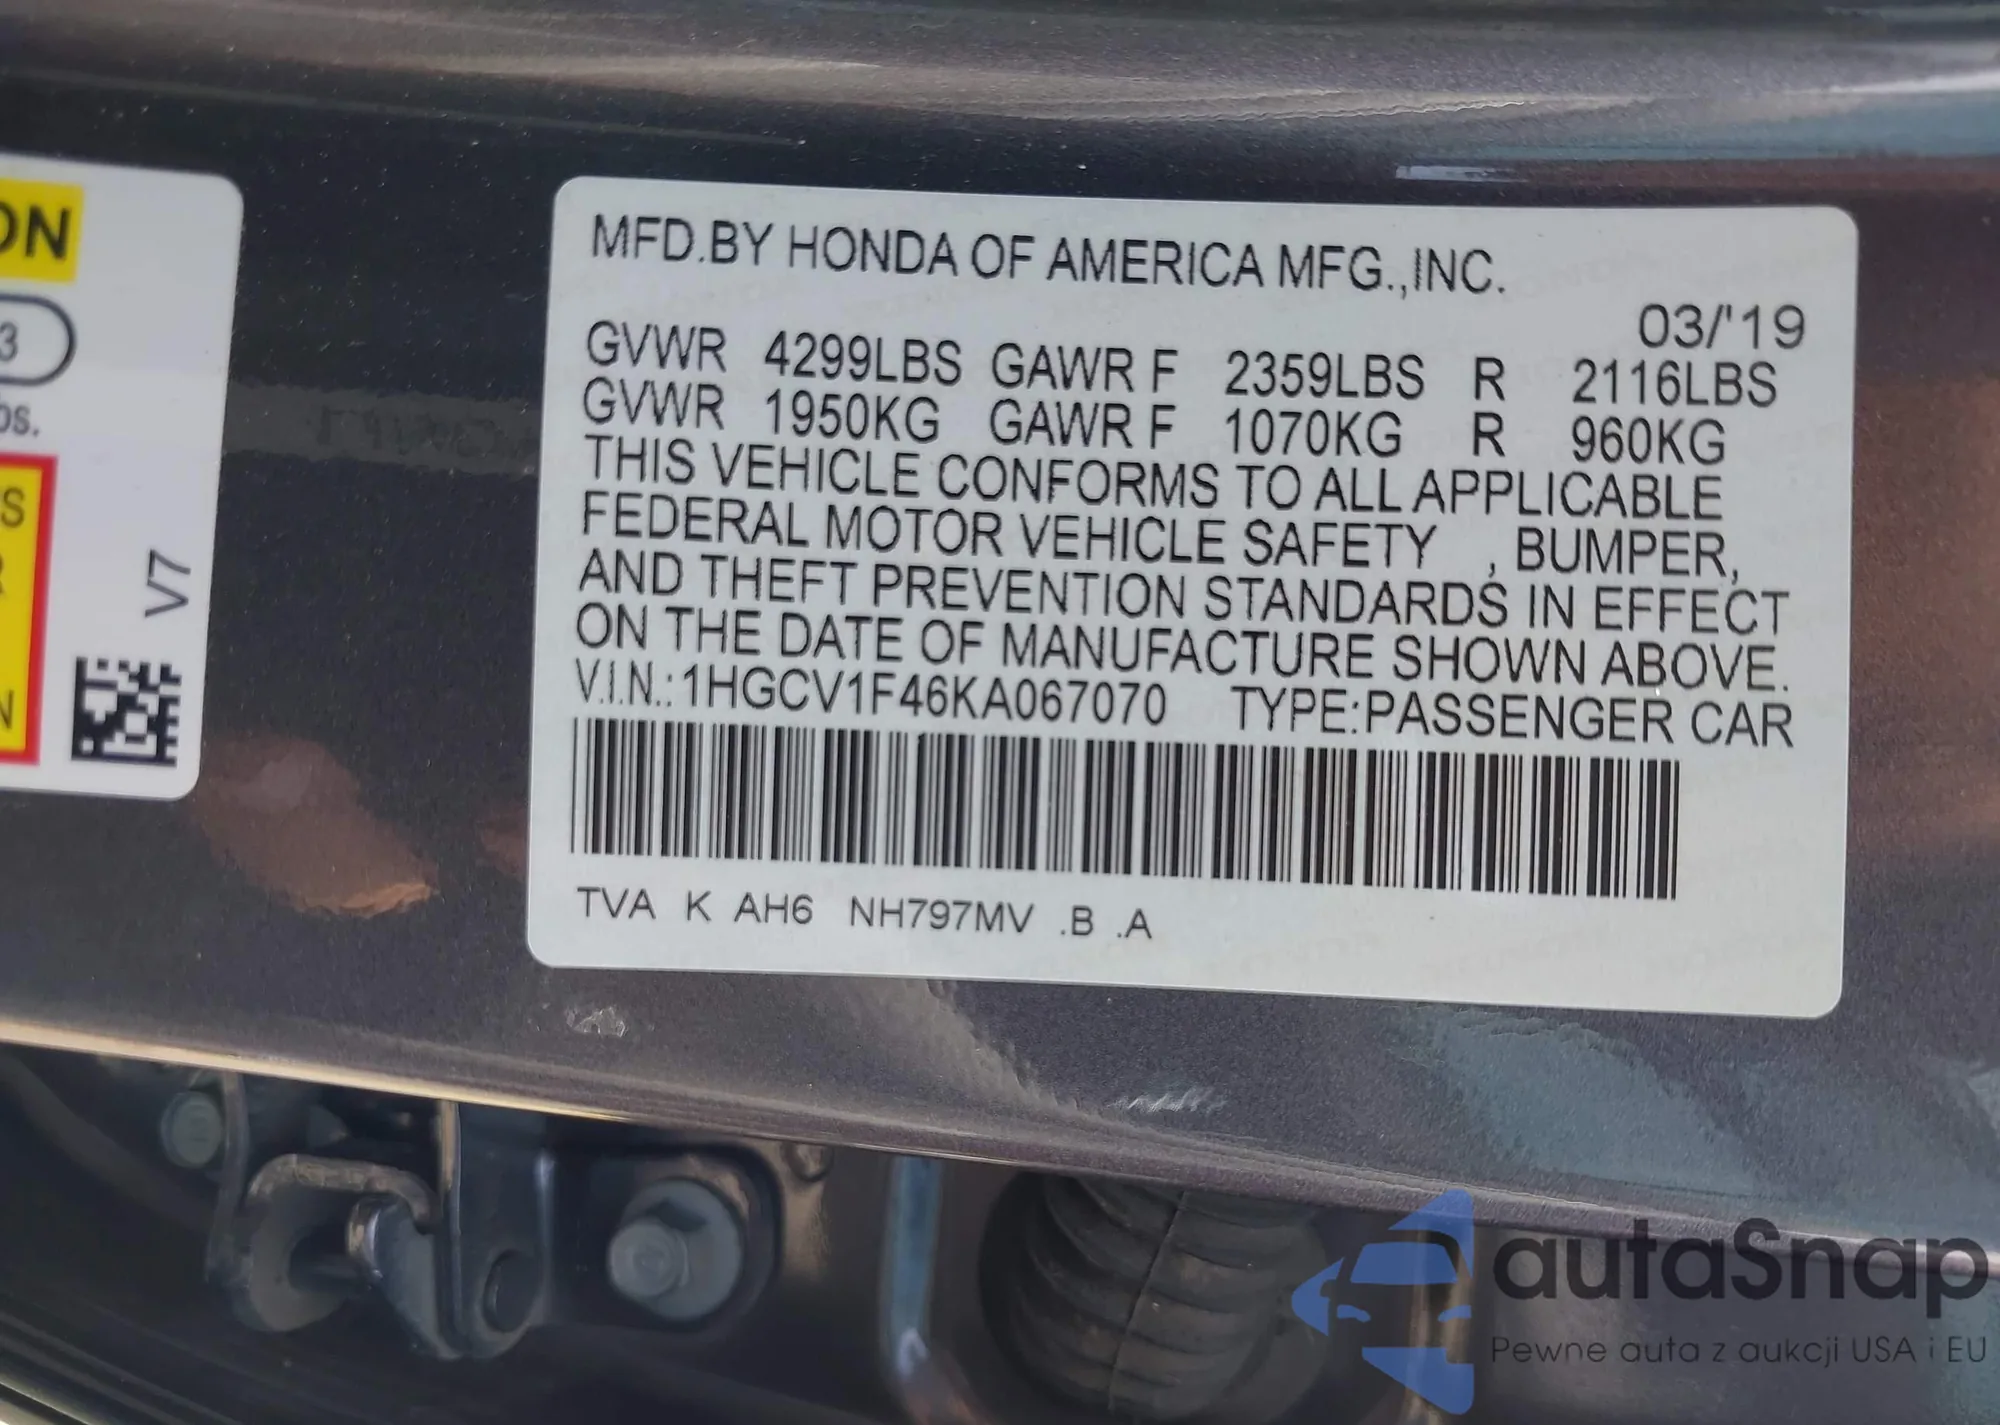 ON
3
bs.
S
R
N
V7
MFD.BY HONDA OF AMERICA MFG.,INC.
03/'19
GVWR 4299LBS GAWR F 2359LBS R 2116LBS
GVWR 1950KG GAWR F 1070KG R 960KG
THIS VEHICLE CONFORMS TO ALL APPLICABLE
FEDERAL MOTOR VEHICLE SAFETY , BUMPER,
AND THEFT PREVENTION STANDARDS IN EFFECT
ON THE DATE OF MANUFACTURE SHOWN ABOVE.
V.I.N.:1HGCV1F46KA067070 TYPE:PASSENGER CAR
TVA K AH6 NH797MV .B .A
autaSnap
Pewne auta z aukcji USA i EU